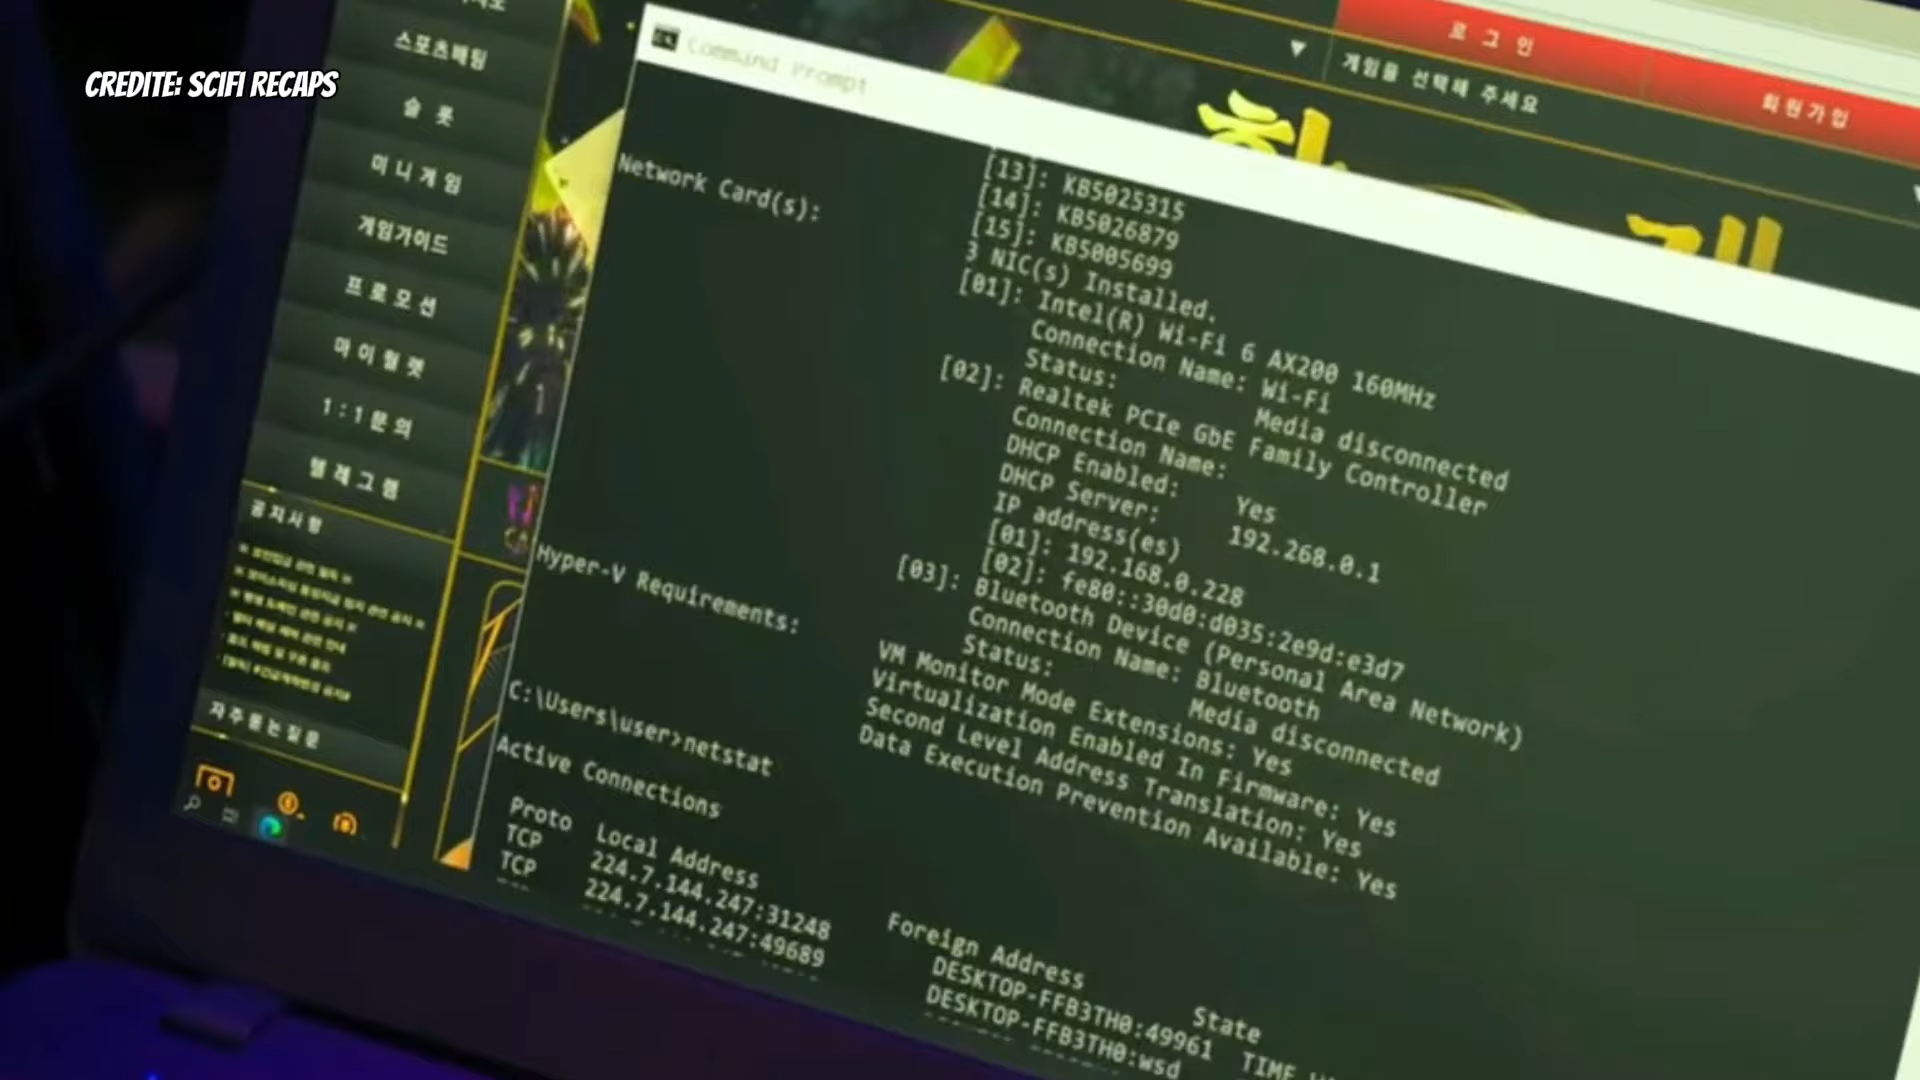 CREDITE: SCIFI RECAPS
스포츠배팅
슬롯
미니게임
게임가이드
프로모션
마이월렛
1:1문의
텔레그램
공지사항
자주묻는질문
로그인
게임을 선택해 주세요
회원가입
Command Prompt
[13]: KB5025315
[14]: KB5026879
[15]: KB5005699
Network Card(s):
3 NIC(s) Installed.
[01]: Intel(R) Wi-Fi 6 AX200 160MHz
Connection Name: Wi-Fi
Status: Media disconnected
[02]: Realtek PCIe GbE Family Controller
Connection Name:
DHCP Enabled: Yes
DHCP Server: 192.268.0.1
IP address(es)
[01]: 192.168.0.228
[02]: fe80::30d0:d035:2e9d:e3d7
[03]: Bluetooth Device (Personal Area Network)
Connection Name: Bluetooth
Status: Media disconnected
Hyper-V Requirements:
VM Monitor Mode Extensions: Yes
Virtualization Enabled In Firmware: Yes
Second Level Address Translation: Yes
Data Execution Prevention Available: Yes
C:\Users\user>netstat
Active Connections
Proto Local Address Foreign Address State
TCP 224.7.144.247:31248 DESKTOP-FFB3TH0:49961
TCP 224.7.144.247:49689 DESKTOP-FFB3TH0:wsd